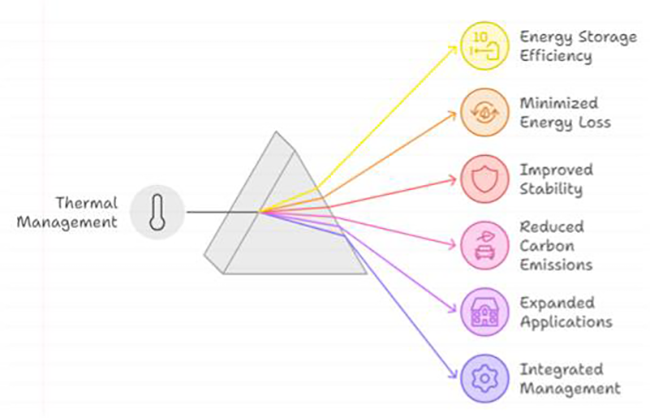 Thermal
Management
10
Energy Storage
Efficiency
Minimized
Energy Loss
Improved
Stability
Reduced
Carbon
Emissions
Expanded
Applications
Integrated
Management